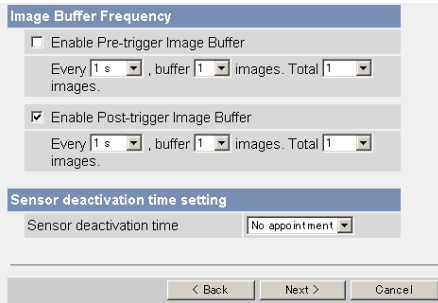 Image Buffer Frequency
Enable Pre-trigger Image Buffer
Every 1 s , buffer 1 images. Total 1
images.
Enable Post-trigger Image Buffer
Every 1 s , buffer 1 images. Total 1
images.
Sensor deactivation time setting
Sensor deactivation time No appointment
< Back Next > Cancel